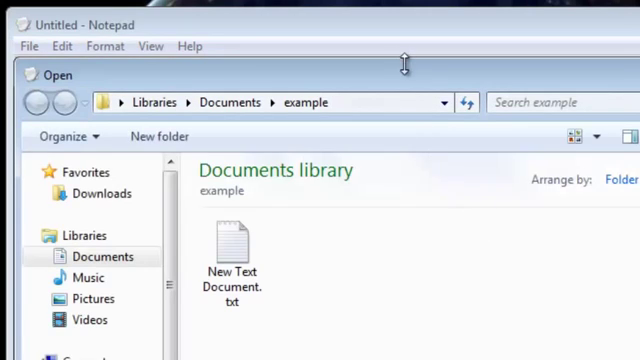 Untitled - Notepad
File Edit Format View Help
Open
Libraries Documents example
Search example
Organize New folder
Favorites
Downloads
Libraries
Documents
Music
Pictures
Videos
Documents library
example
Arrange by: Folder
New Text
Document.
txt